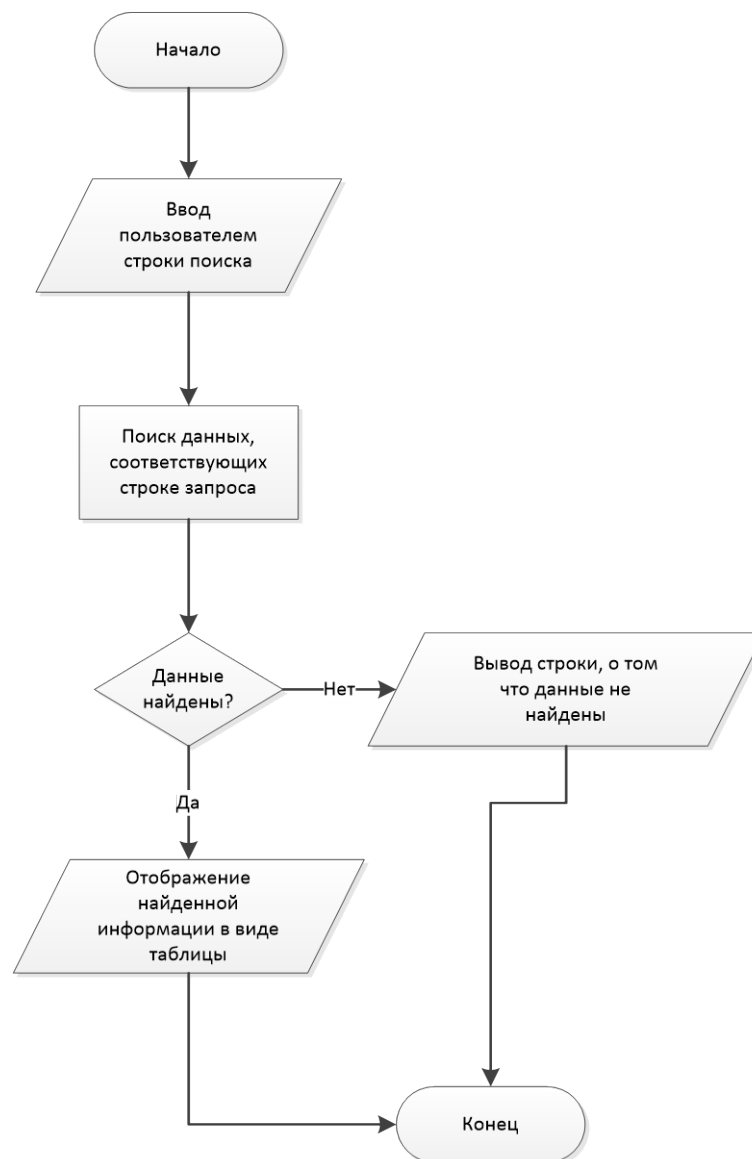 Начало
Ввод
пользователем
строки поиска
Поиск данных,
соответствующих
строке запроса
Данные
найдены?
Нет
Вывод строки, о том
что данные не
найдены
Да
Отображение
найденной
информации в виде
таблицы
Конец